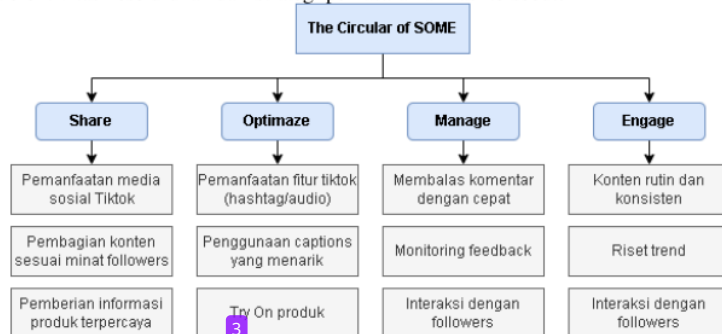 The Circular of SOME
Share
Optimaze
Manage
Engage
Pemanfaatan media
sosial Tiktok
Pemanfaatan fitur tiktok
(hashtag/audio)
Membalas komentar
dengan cepat
Konten rutin dan
konsisten
Pembagian konten
sesuai minat followers
Penggunaan captions
yang menarik
Monitoring feedback
Riset trend
Pemberian informasi
produk terpercaya
Try On produk
3
Interaksi dengan
followers
Interaksi dengan
followers